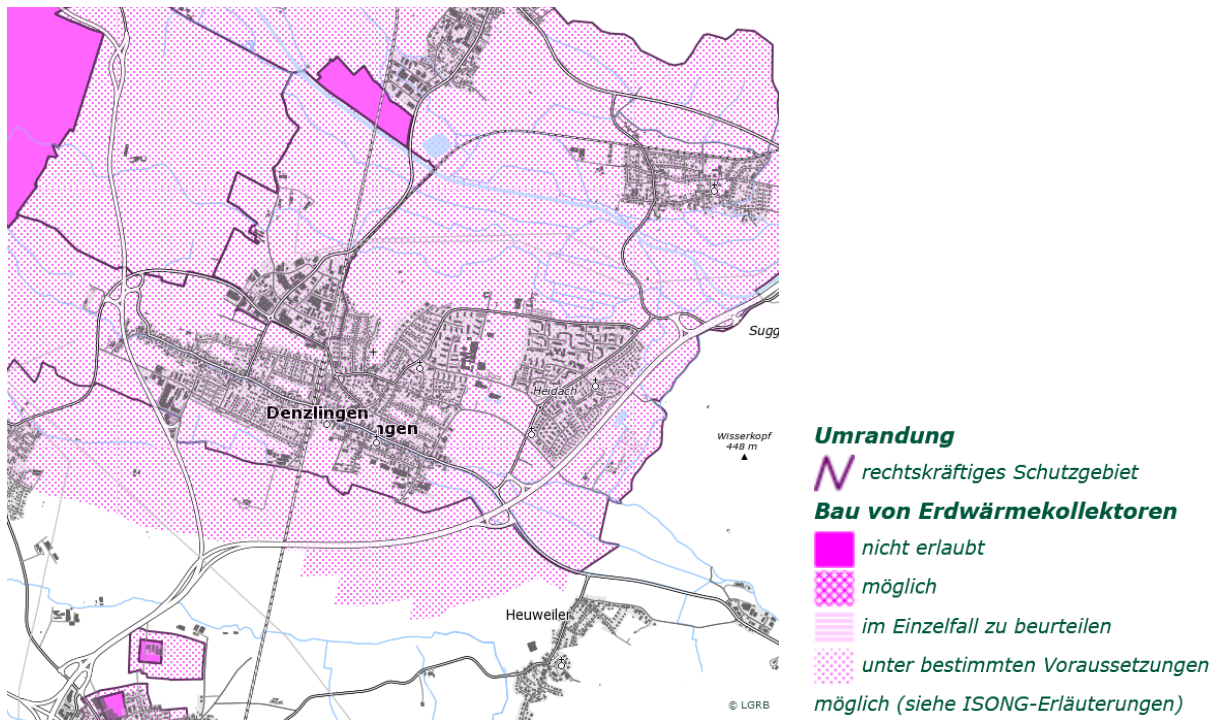 Sugg
Heidach
Denzlingen
ngen
Wisserkopf
448 m
Heuweiler
© LGRB
Umrandung
rechtskräftiges Schutzgebiet
Bau von Erdwärmekollektoren
nicht erlaubt
möglich
im Einzelfall zu beurteilen
unter bestimmten Voraussetzungen
möglich (siehe ISONG-Erläuterungen)